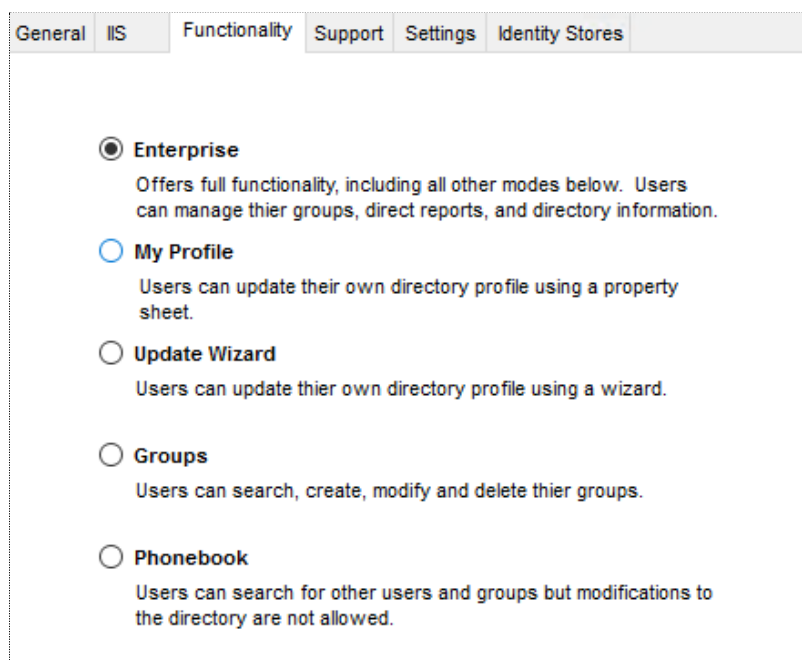 General IIS Functionality Support Settings Identity Stores
Enterprise
Offers full functionality, including all other modes below. Users
can manage thier groups, direct reports, and directory information.
My Profile
Users can update their own directory profile using a property
sheet.
Update Wizard
Users can update thier own directory profile using a wizard.
Groups
Users can search, create, modify and delete thier groups.
Phonebook
Users can search for other users and groups but modifications to
the directory are not allowed.